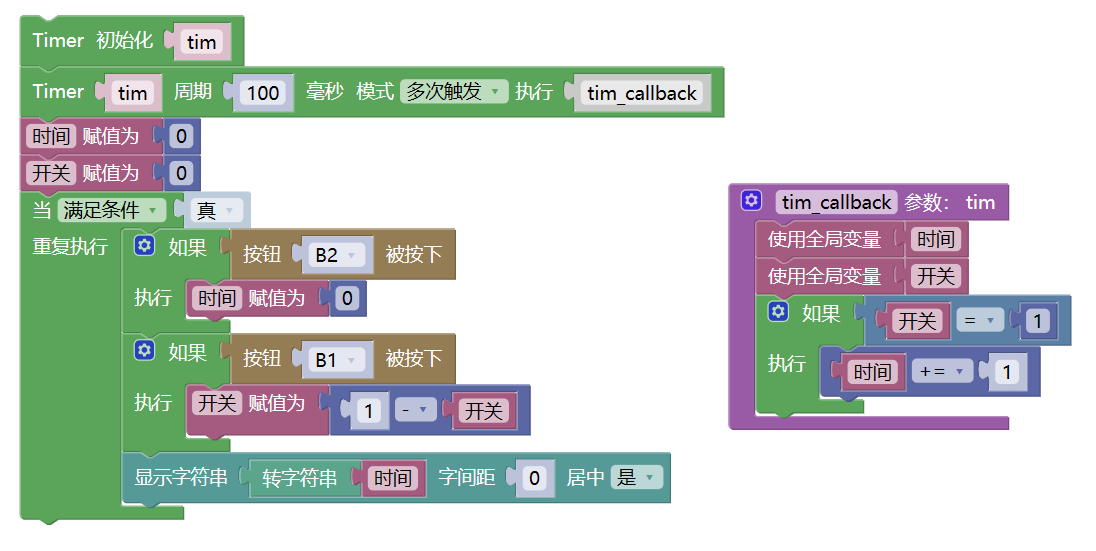 Timer 初始化 tim
Timer tim 周期 100 毫秒 模式 多次触发 执行 tim_callback
时间 赋值为 0
开关 赋值为 0
当 满足条件 真
重复执行 如果 按钮 B2 被按下
执行 时间 赋值为 0
如果 按钮 B1 被按下
执行 开关 赋值为 1 - 开关
显示字符串 转字符串 时间 字间距 0 居中 是
tim_callback 参数: tim
使用全局变量 时间
使用全局变量 开关
如果 开关 = 1
执行 时间 += 1